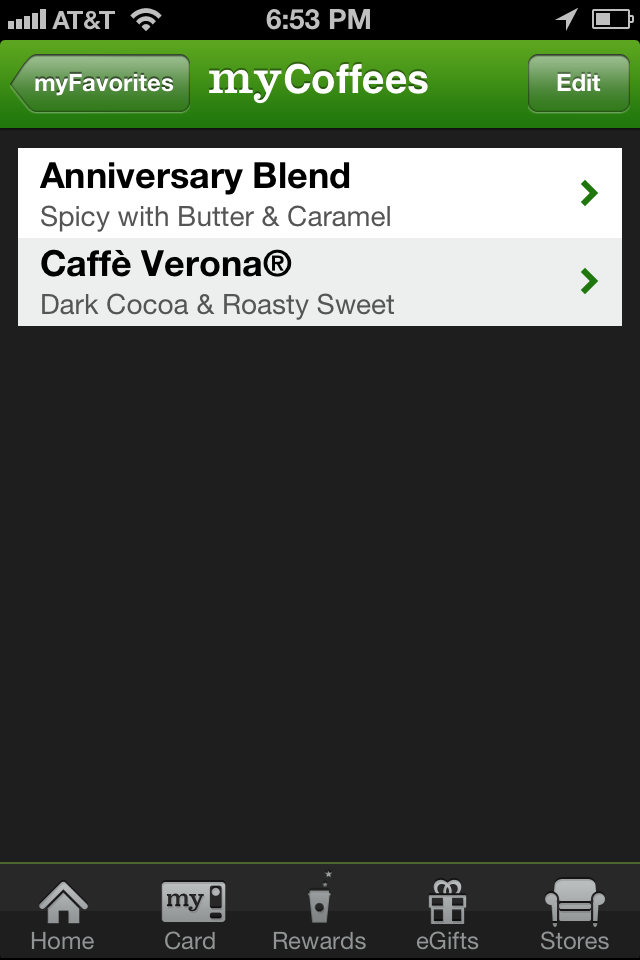 AT&T 6:53 PM
myFavorites myCoffees Edit
Anniversary Blend
Spicy with Butter & Caramel
Caffè Verona®
Dark Cocoa & Roasty Sweet
my
Home Card Rewards eGifts Stores